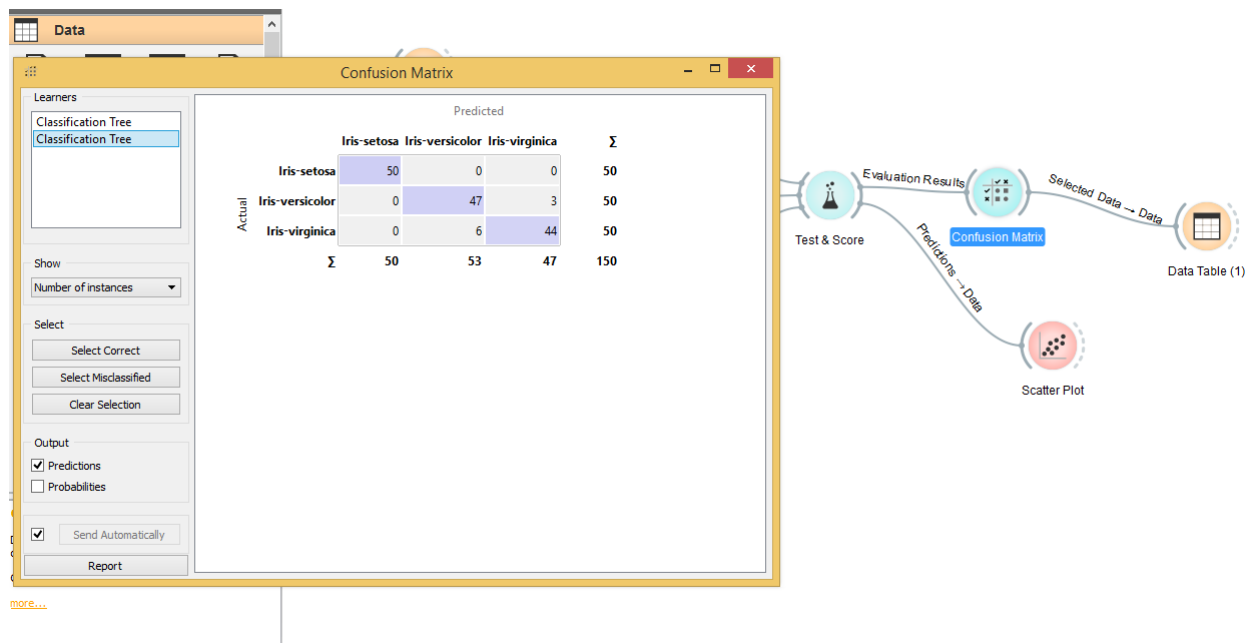 Data
Confusion Matrix
Learners
Classification Tree
Classification Tree
Show
Number of instances
Select
Select Correct
Select Misclassified
Clear Selection
Output
Predictions
Probabilities
Send Automatically
Report
more...
Predicted
Iris-setosa Iris-versicolor Iris-virginica Σ
Actual
Iris-setosa 50 0 0 50
Iris-versicolor 0 47 3 50
Iris-virginica 0 6 44 50
Σ 50 53 47 150
Test & Score
Evaluation Results
Confusion Matrix
Selected Data → Data
Data Table (1)
Predictions → Data
Scatter Plot